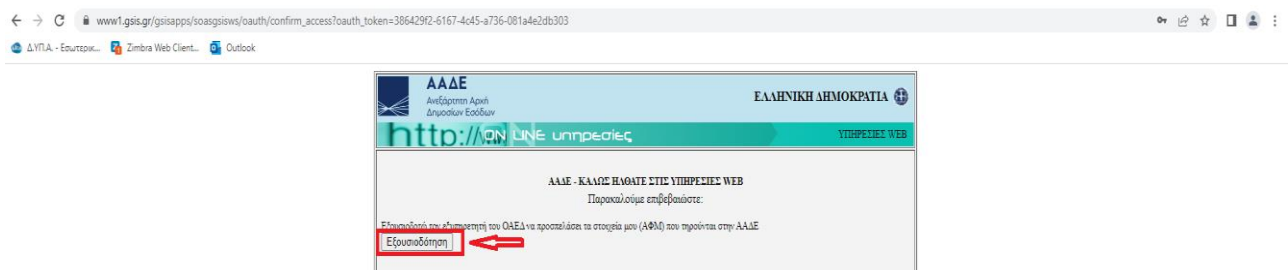 www1.gsis.gr/gsisapps/soasgsisws/oauth/confirm_access?oauth_token=386429f2-6167-4c45-a736-081a4e2db303
Δ.ΥΠ.Α. - Εσωτερικ... Zimbra Web Client... Outlook
ΑΑΔΕ
Ανεξάρτητη Αρχή
Δημοσίων Εσόδων
ΕΛΛΗΝΙΚΗ ΔΗΜΟΚΡΑΤΙΑ
http:// ON LINE υπηρεσίες
ΥΠΗΡΕΣΙΕΣ WEB
ΑΑΔΕ - ΚΑΛΩΣ ΗΛΘΑΤΕ ΣΤΙΣ ΥΠΗΡΕΣΙΕΣ WEB
Παρακαλούμε επιβεβαιώστε:
Εξουσιοδοτώ τον εξυπηρετητή του ΟΑΕΔ να προσπελάσει τα στοιχεία μου (ΑΦΜ) που τηρούνται στην ΑΑΔΕ
Εξουσιοδότηση